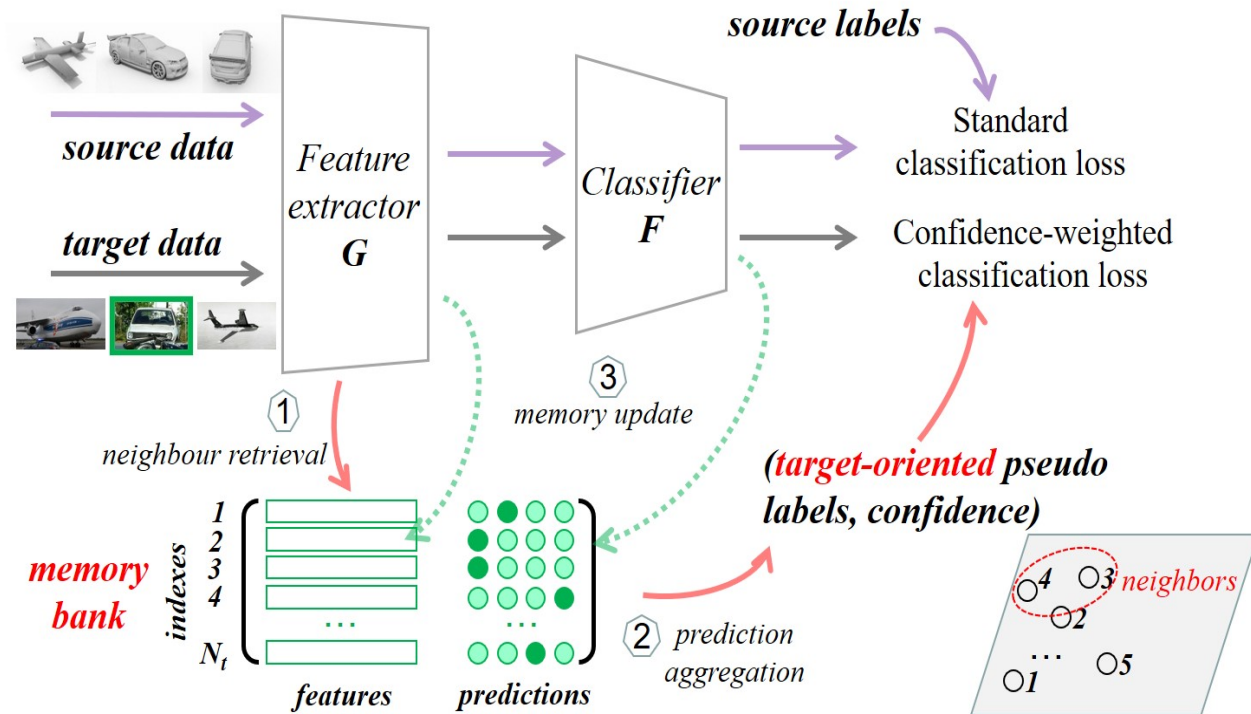 source labels
source data
Feature
extractor
G
Classifier
F
Standard
classification loss
target data
Confidence-weighted
classification loss
1
neighbour retrieval
3
memory update
(target-oriented pseudo
labels, confidence)
memory
bank
indexes
1
2
3
4
...
N_t
features
...
predictions
2
prediction
aggregation
4
3
neighbors
2
...
1
5